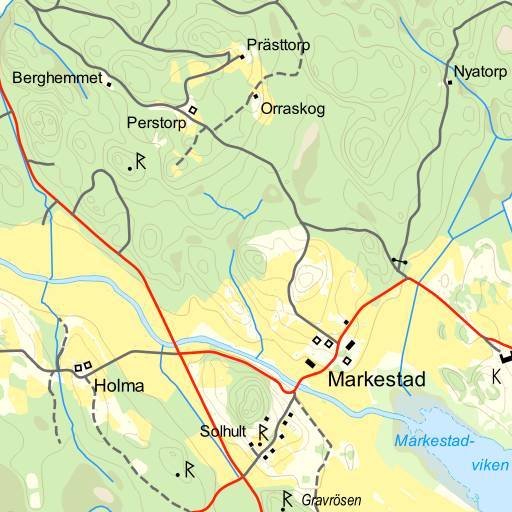 Prästtorp
Berghemmet
Nyatorp
Orraskog
Perstorp
R
K
Markestad
Holma
Solhult
R
Markestad-
viken
R
R
Gravrösen